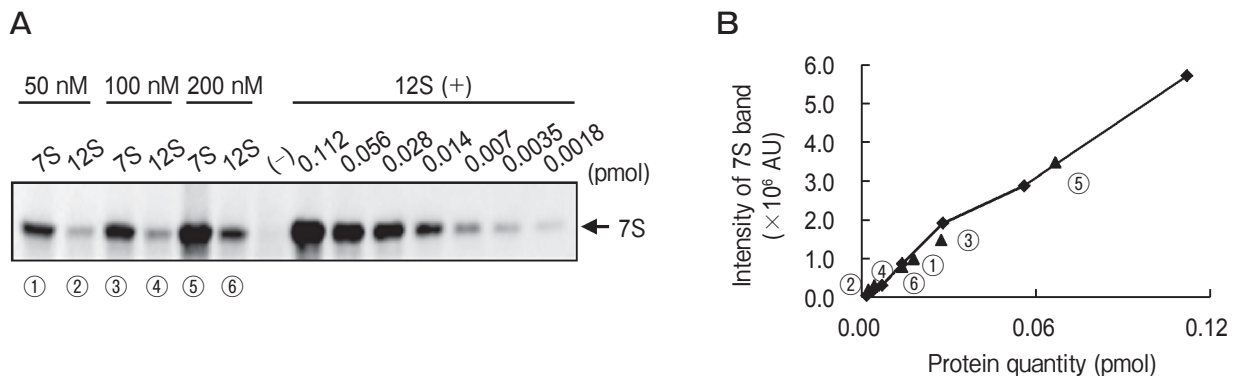 A
50 nM 100 nM 200 nM 12S (+)
7S 12S 7S 12S 7S 12S (-) 0.112 0.056 0.028 0.014 0.007 0.0035 0.0018 (pmol)
7S
① ② ③ ④ ⑤ ⑥
B
Intensity of 7S band
(×10⁶ AU)
6.0
5.0
4.0
3.0
2.0
1.0
0.0
⑤
③
④
①
②
⑥
0.00 0.06 0.12
Protein quantity (pmol)